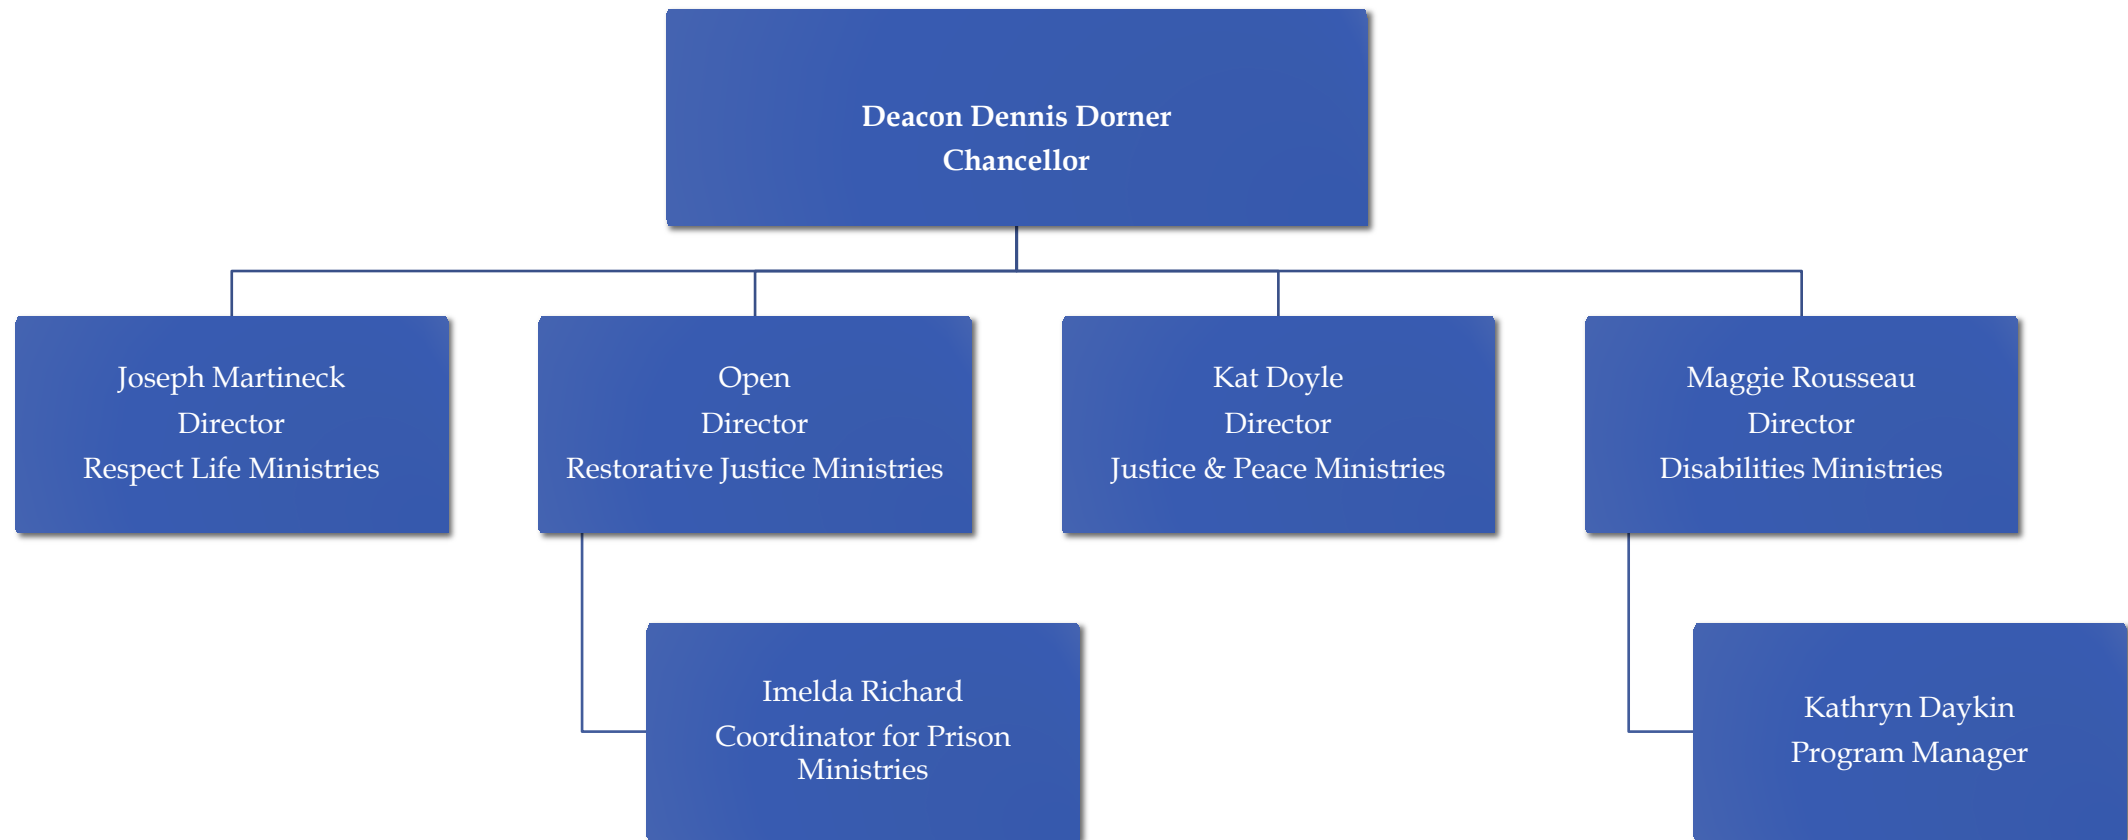 Deacon Dennis Dorner
Chancellor
Joseph Martineck
Director
Respect Life Ministries
Open
Director
Restorative Justice Ministries
Kat Doyle
Director
Justice & Peace Ministries
Maggie Rousseau
Director
Disabilities Ministries
Imelda Richard
Coordinator for Prison
Ministries
Kathryn Daykin
Program Manager